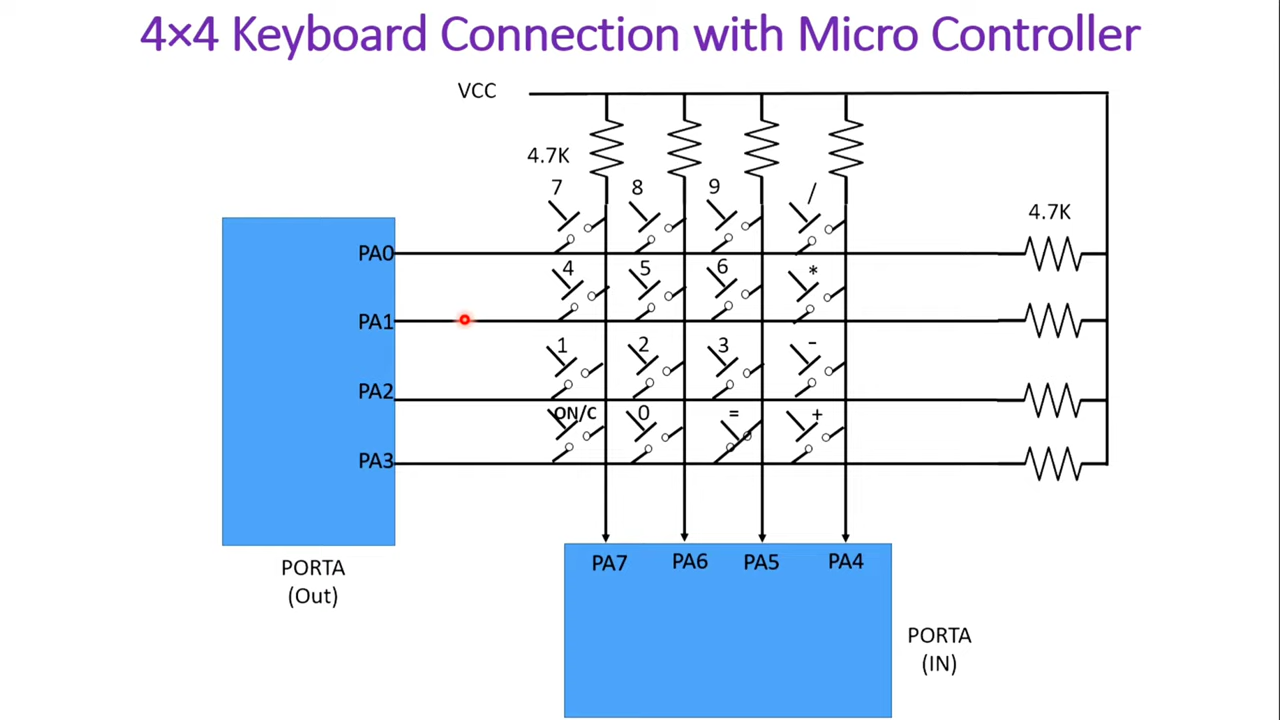 4×4 Keyboard Connection with Micro Controller
VCC
4.7K
7 8 9 /
4.7K
PA0
4 5 6 *
PA1
1 2 3 -
PA2
ON/C 0 = +
PA3
PA7 PA6 PA5 PA4
PORTA
(Out)
PORTA
(IN)